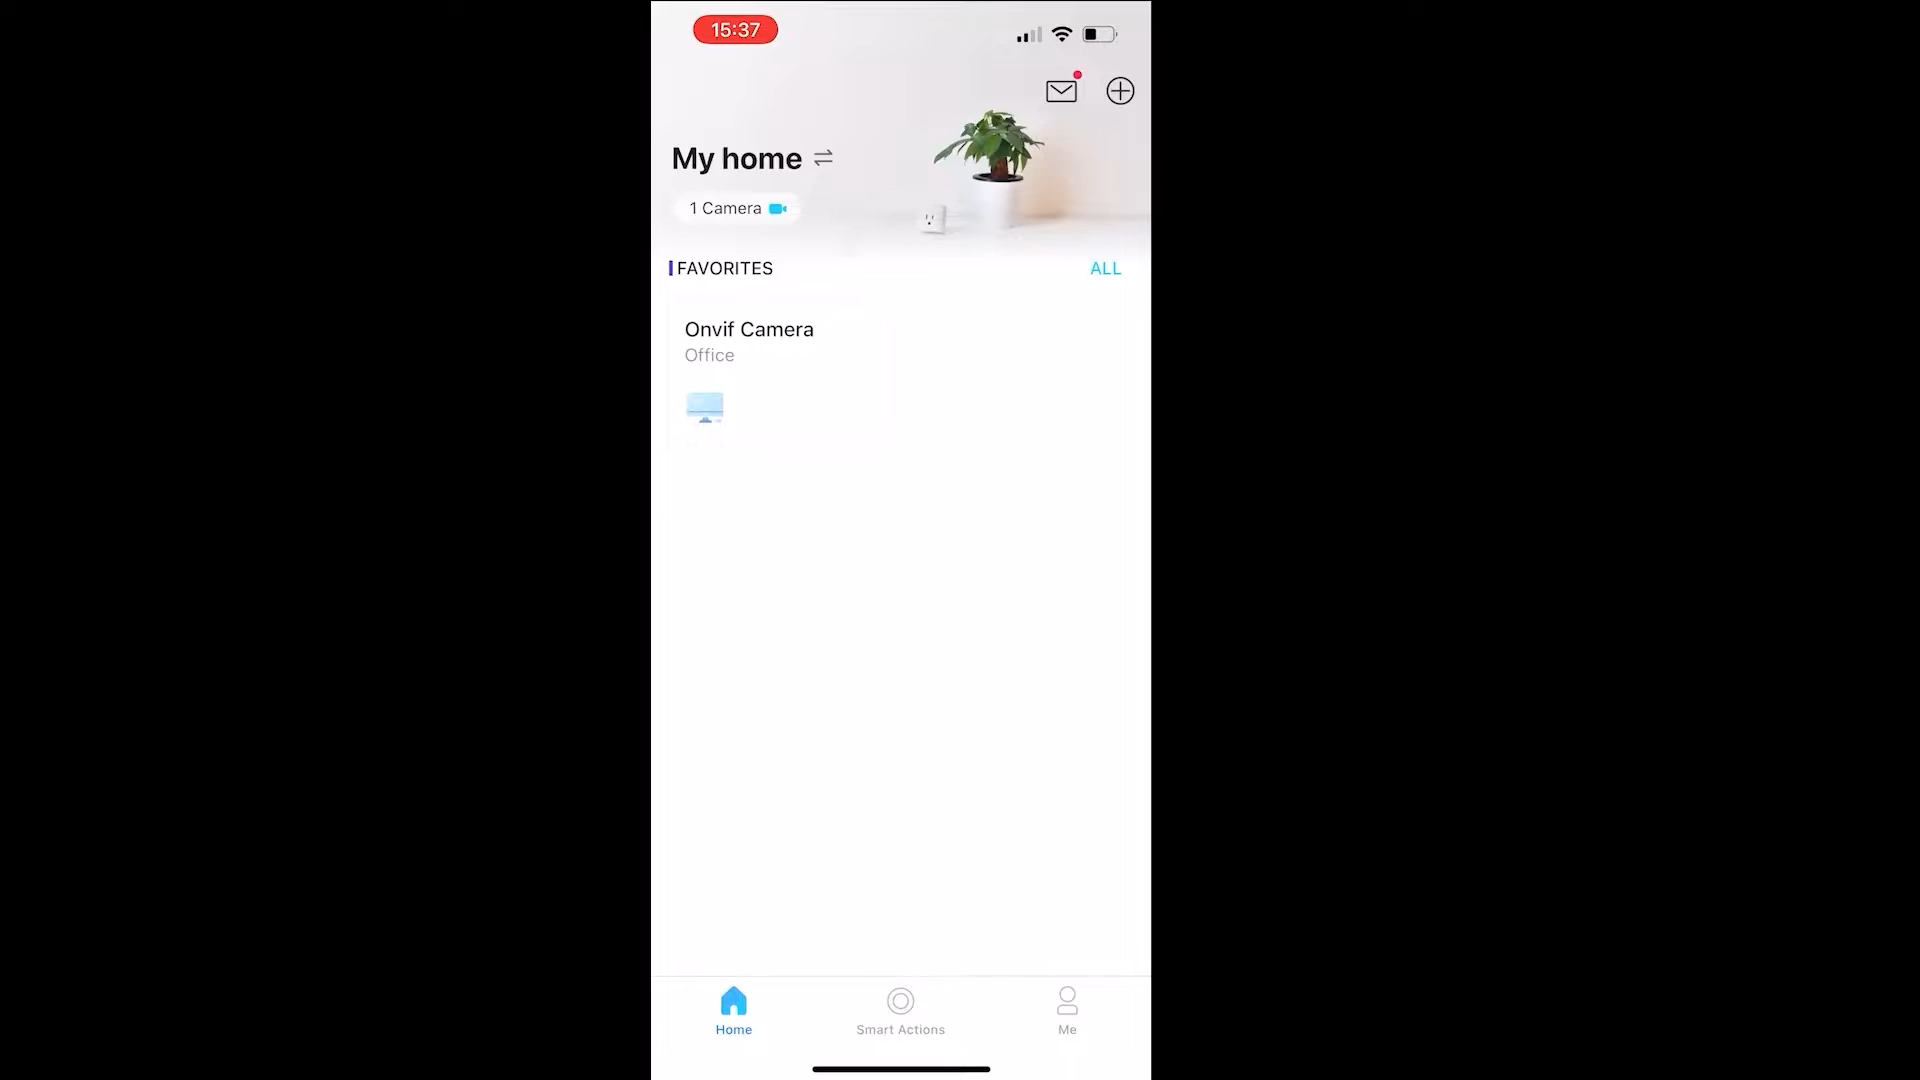 15:37
My home
1 Camera
FAVORITES
ALL
Onvif Camera
Office
Home
Smart Actions
Me